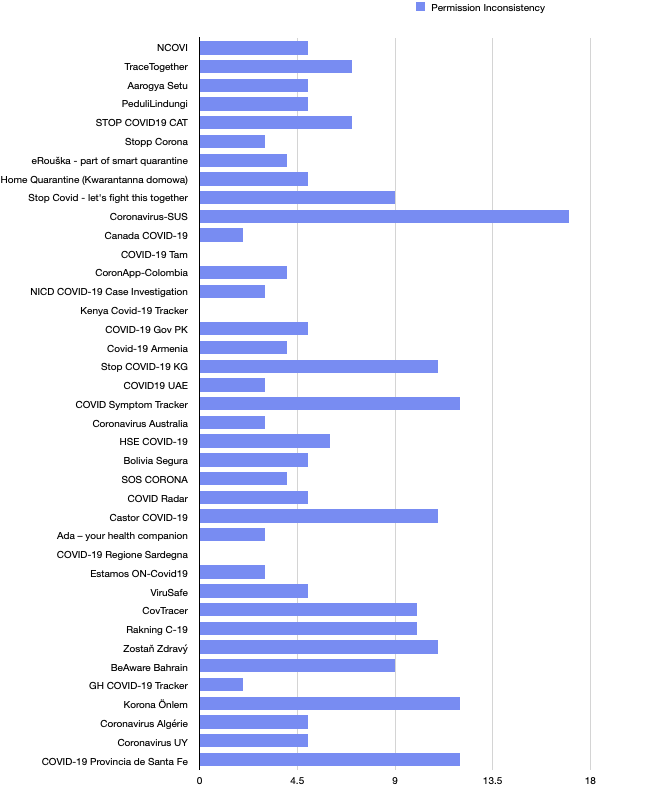 Permission Inconsistency
NCOVI
TraceTogether
Aarogya Setu
PeduliLindungi
STOP COVID19 CAT
Stopp Corona
eRouška - part of smart quarantine
Home Quarantine (Kwarantanna domowa)
Stop Covid - let's fight this together
Coronavirus-SUS
Canada COVID-19
COVID-19 Tam
CoronApp-Colombia
NICD COVID-19 Case Investigation
Kenya Covid-19 Tracker
COVID-19 Gov PK
Covid-19 Armenia
Stop COVID-19 KG
COVID19 UAE
COVID Symptom Tracker
Coronavirus Australia
HSE COVID-19
Bolivia Segura
SOS CORONA
COVID Radar
Castor COVID-19
Ada – your health companion
COVID-19 Regione Sardegna
Estamos ON-Covid19
ViruSafe
CovTracer
Rakning C-19
Zostaň Zdravý
BeAware Bahrain
GH COVID-19 Tracker
Korona Önlem
Coronavirus Algérie
Coronavirus UY
COVID-19 Provincia de Santa Fe
0 4.5 9 13.5 18